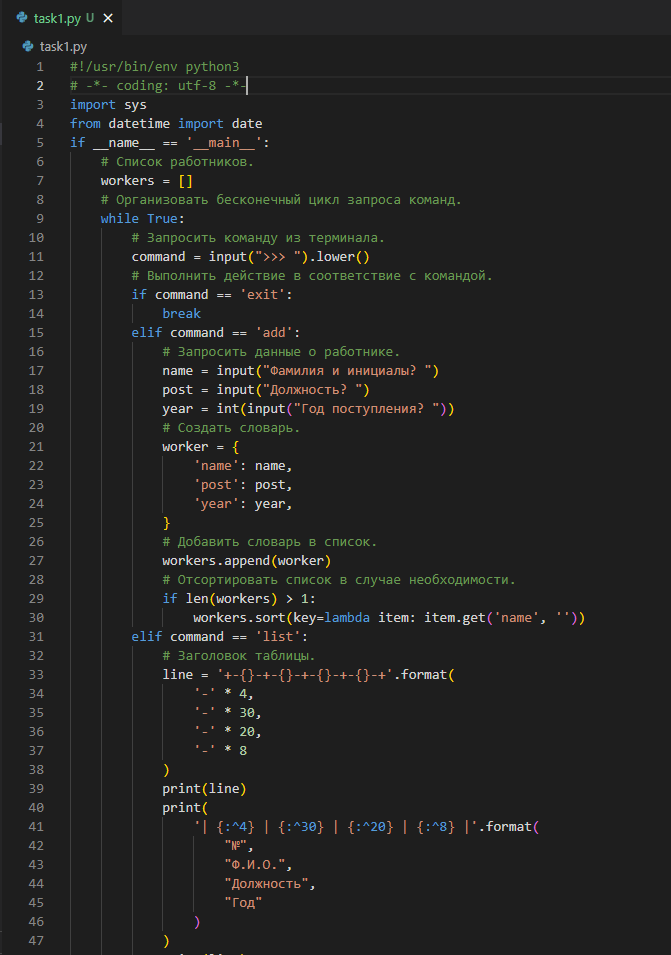 task1.py U ×
task1.py
1 #!/usr/bin/env python3
2 # -*- coding: utf-8 -*-
3 import sys
4 from datetime import date
5 if __name__ == '__main__':
6     # Список работников.
7     workers = []
8     # Организовать бесконечный цикл запроса команд.
9     while True:
10         # Запросить команду из терминала.
11         command = input(">>> ").lower()
12         # Выполнить действие в соответствие с командой.
13         if command == 'exit':
14             break
15         elif command == 'add':
16             # Запросить данные о работнике.
17             name = input("Фамилия и инициалы? ")
18             post = input("Должность? ")
19             year = int(input("Год поступления? "))
20             # Создать словарь.
21             worker = {
22                 'name': name,
23                 'post': post,
24                 'year': year,
25             }
26             # Добавить словарь в список.
27             workers.append(worker)
28             # Отсортировать список в случае необходимости.
29             if len(workers) > 1:
30                 workers.sort(key=lambda item: item.get('name', ''))
31         elif command == 'list':
32             # Заголовок таблицы.
33             line = '+-{}-+-{}-+-{}-+-{}-+'.format(
34                 '-' * 4,
35                 '-' * 30,
36                 '-' * 20,
37                 '-' * 8
38             )
39             print(line)
40             print(
41                 '| {:^4} | {:^30} | {:^20} | {:^8} |'.format(
42                     "№",
43                     "Ф.И.О.",
44                     "Должность",
45                     "Год"
46                 )
47             )